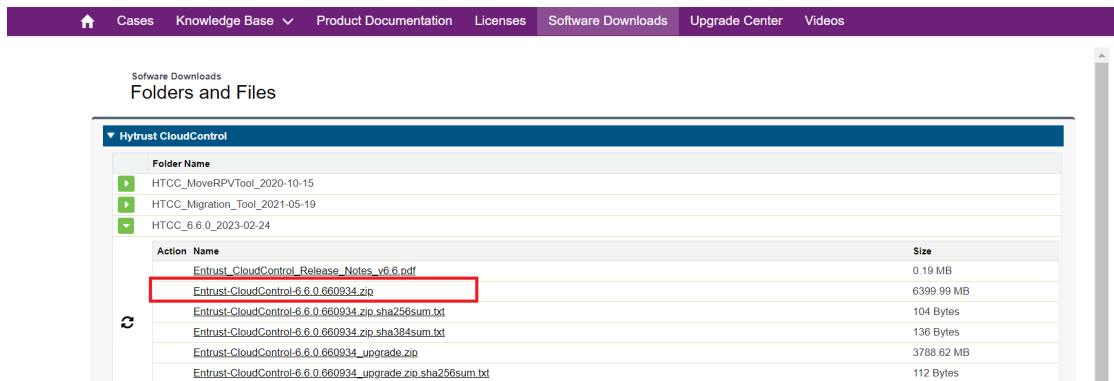 Cases Knowledge Base Product Documentation Licenses Software Downloads Upgrade Center Videos
Sofware Downloads
Folders and Files
Hytrust CloudControl
Folder Name
HTCC_MoveRPVTool_2020-10-15
HTCC_Migration_Tool_2021-05-19
HTCC_6.6.0_2023-02-24
Action Name Size
Entrust_CloudControl_Release_Notes_v6.6.pdf 0.19 MB
Entrust-CloudControl-6.6.0.660934.zip 6399.99 MB
Entrust-CloudControl-6.6.0.660934.zip.sha256sum.txt 104 Bytes
Entrust-CloudControl-6.6.0.660934.zip.sha384sum.txt 136 Bytes
Entrust-CloudControl-6.6.0.660934_upgrade.zip 3788.62 MB
Entrust-CloudControl-6.6.0.660934_upgrade.zip.sha256sum.txt 112 Bytes